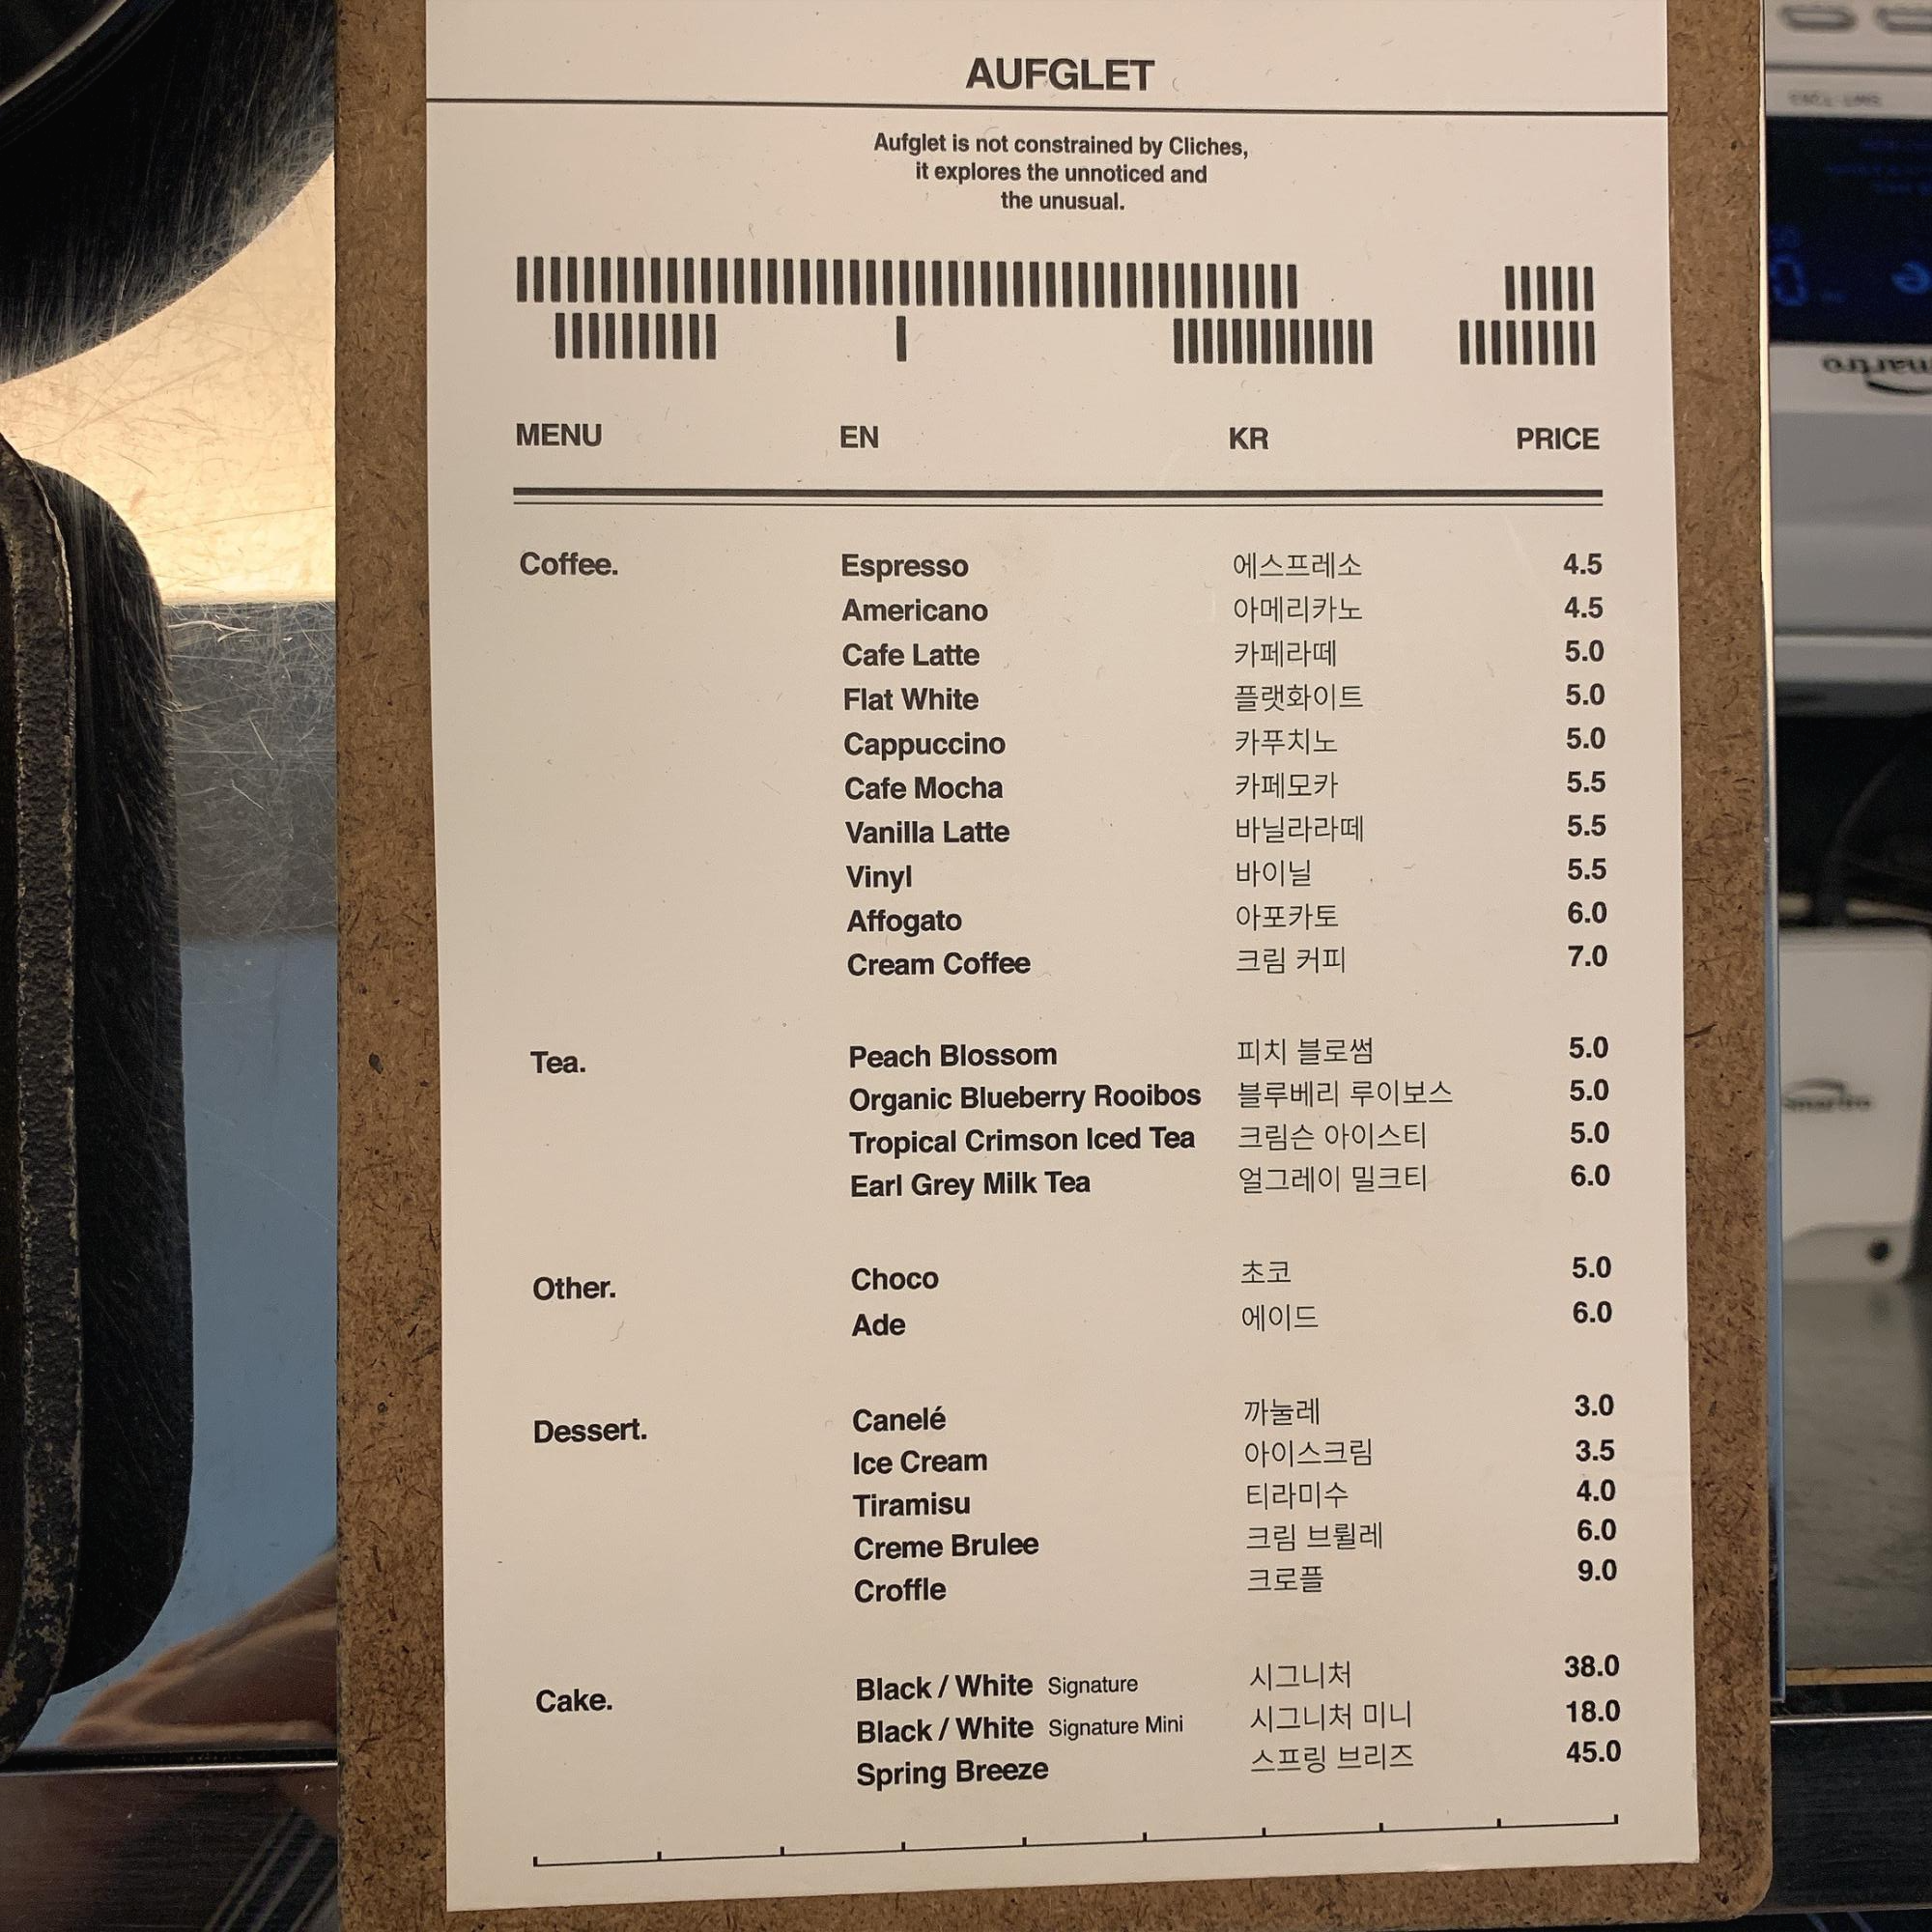 AUFGLET
Aufglet is not constrained by Cliches,
it explores the unnoticed and
the unusual.
MENU EN KR PRICE
Coffee. Espresso 에스프레소 4.5
Americano 아메리카노 4.5
Cafe Latte 카페라떼 5.0
Flat White 플랫화이트 5.0
Cappuccino 카푸치노 5.0
Cafe Mocha 카페모카 5.5
Vanilla Latte 바닐라라떼 5.5
Vinyl 바이닐 5.5
Affogato 아포카토 6.0
Cream Coffee 크림 커피 7.0
Tea. Peach Blossom 피치 블로썸 5.0
Organic Blueberry Rooibos 블루베리 루이보스 5.0
Tropical Crimson Iced Tea 크림슨 아이스티 5.0
Earl Grey Milk Tea 얼그레이 밀크티 6.0
Other. Choco 초코 5.0
Ade 에이드 6.0
Dessert. Canelé 까눌레 3.0
Ice Cream 아이스크림 3.5
Tiramisu 티라미수 4.0
Creme Brulee 크림 브륄레 6.0
Croffle 크로플 9.0
Cake. Black / White Signature 시그니처 38.0
Black / White Signature Mini 시그니처 미니 18.0
Spring Breeze 스프링 브리즈 45.0
smartro